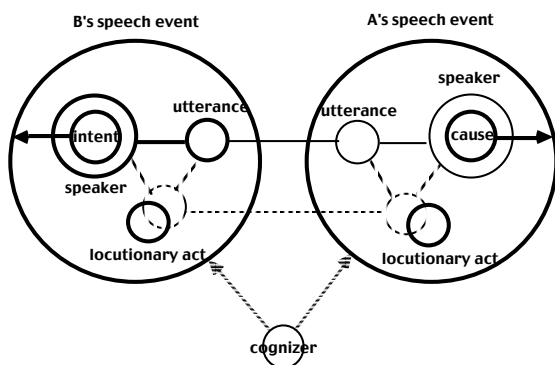 B's speech event
A's speech event
speaker
utterance
utterance
intent
cause
speaker
locutionary act
locutionary act
cognizer